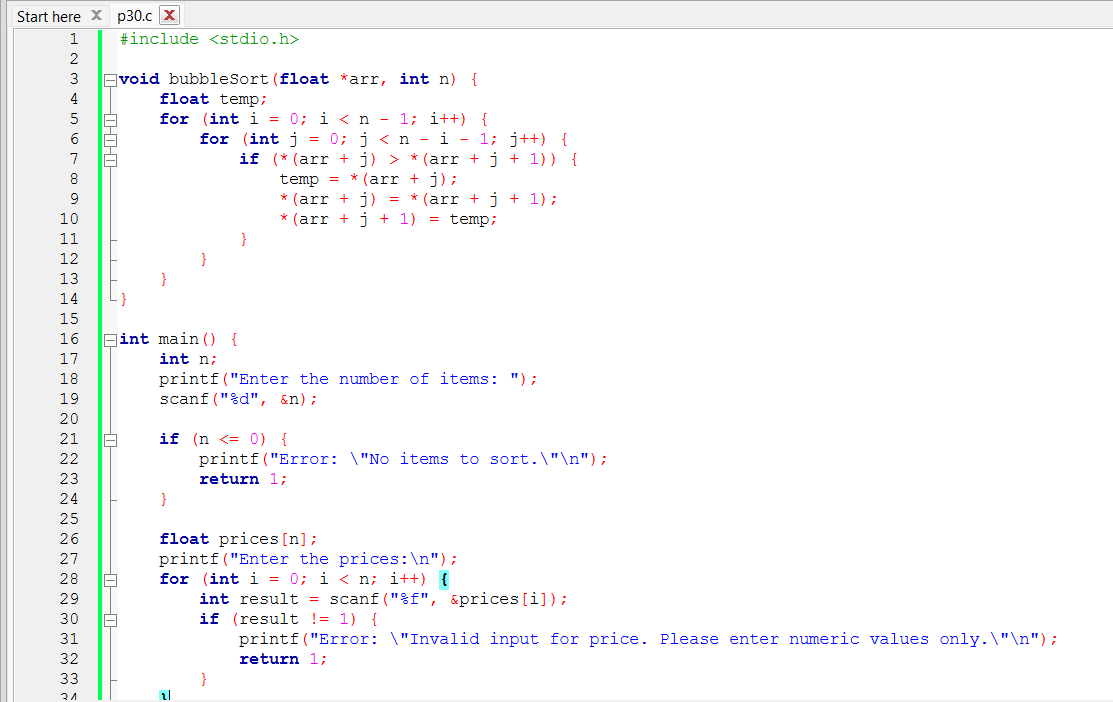 Start here X p30.c X
1 #include <stdio.h>
2
3 void bubbleSort(float *arr, int n) {
4     float temp;
5     for (int i = 0; i < n - 1; i++) {
6         for (int j = 0; j < n - i - 1; j++) {
7             if (*(arr + j) > *(arr + j + 1)) {
8                 temp = *(arr + j);
9                 *(arr + j) = *(arr + j + 1);
10                 *(arr + j + 1) = temp;
11             }
12         }
13     }
14 }
15
16 int main() {
17     int n;
18     printf("Enter the number of items: ");
19     scanf("%d", &n);
20
21     if (n <= 0) {
22         printf("Error: \"No items to sort.\"\n");
23         return 1;
24     }
25
26     float prices[n];
27     printf("Enter the prices:\n");
28     for (int i = 0; i < n; i++) {
29         int result = scanf("%f", &prices[i]);
30         if (result != 1) {
31             printf("Error: \"Invalid input for price. Please enter numeric values only.\"\n");
32             return 1;
33         }
34     }